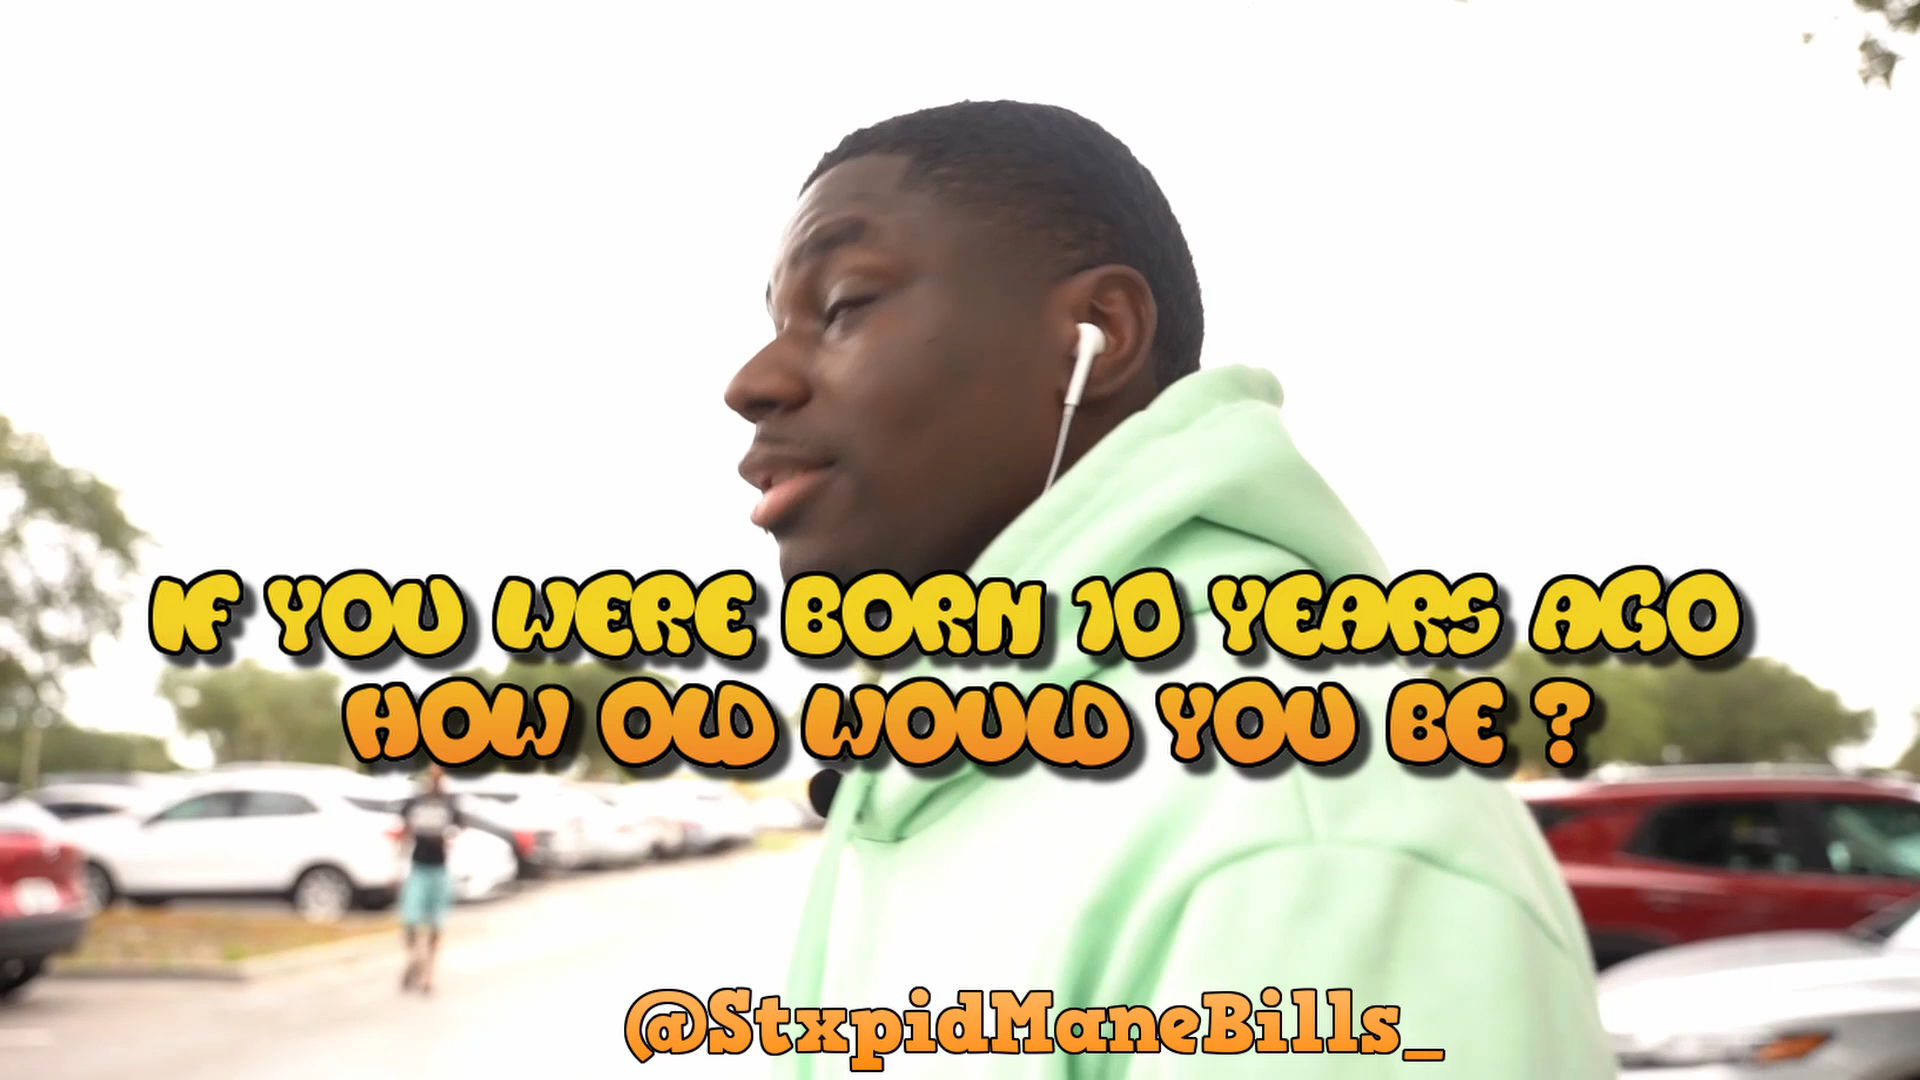 IF YOU WERE BORN 10 YEARS AGO
HOW OLD WOULD YOU BE ?
@StxpidManeBills_